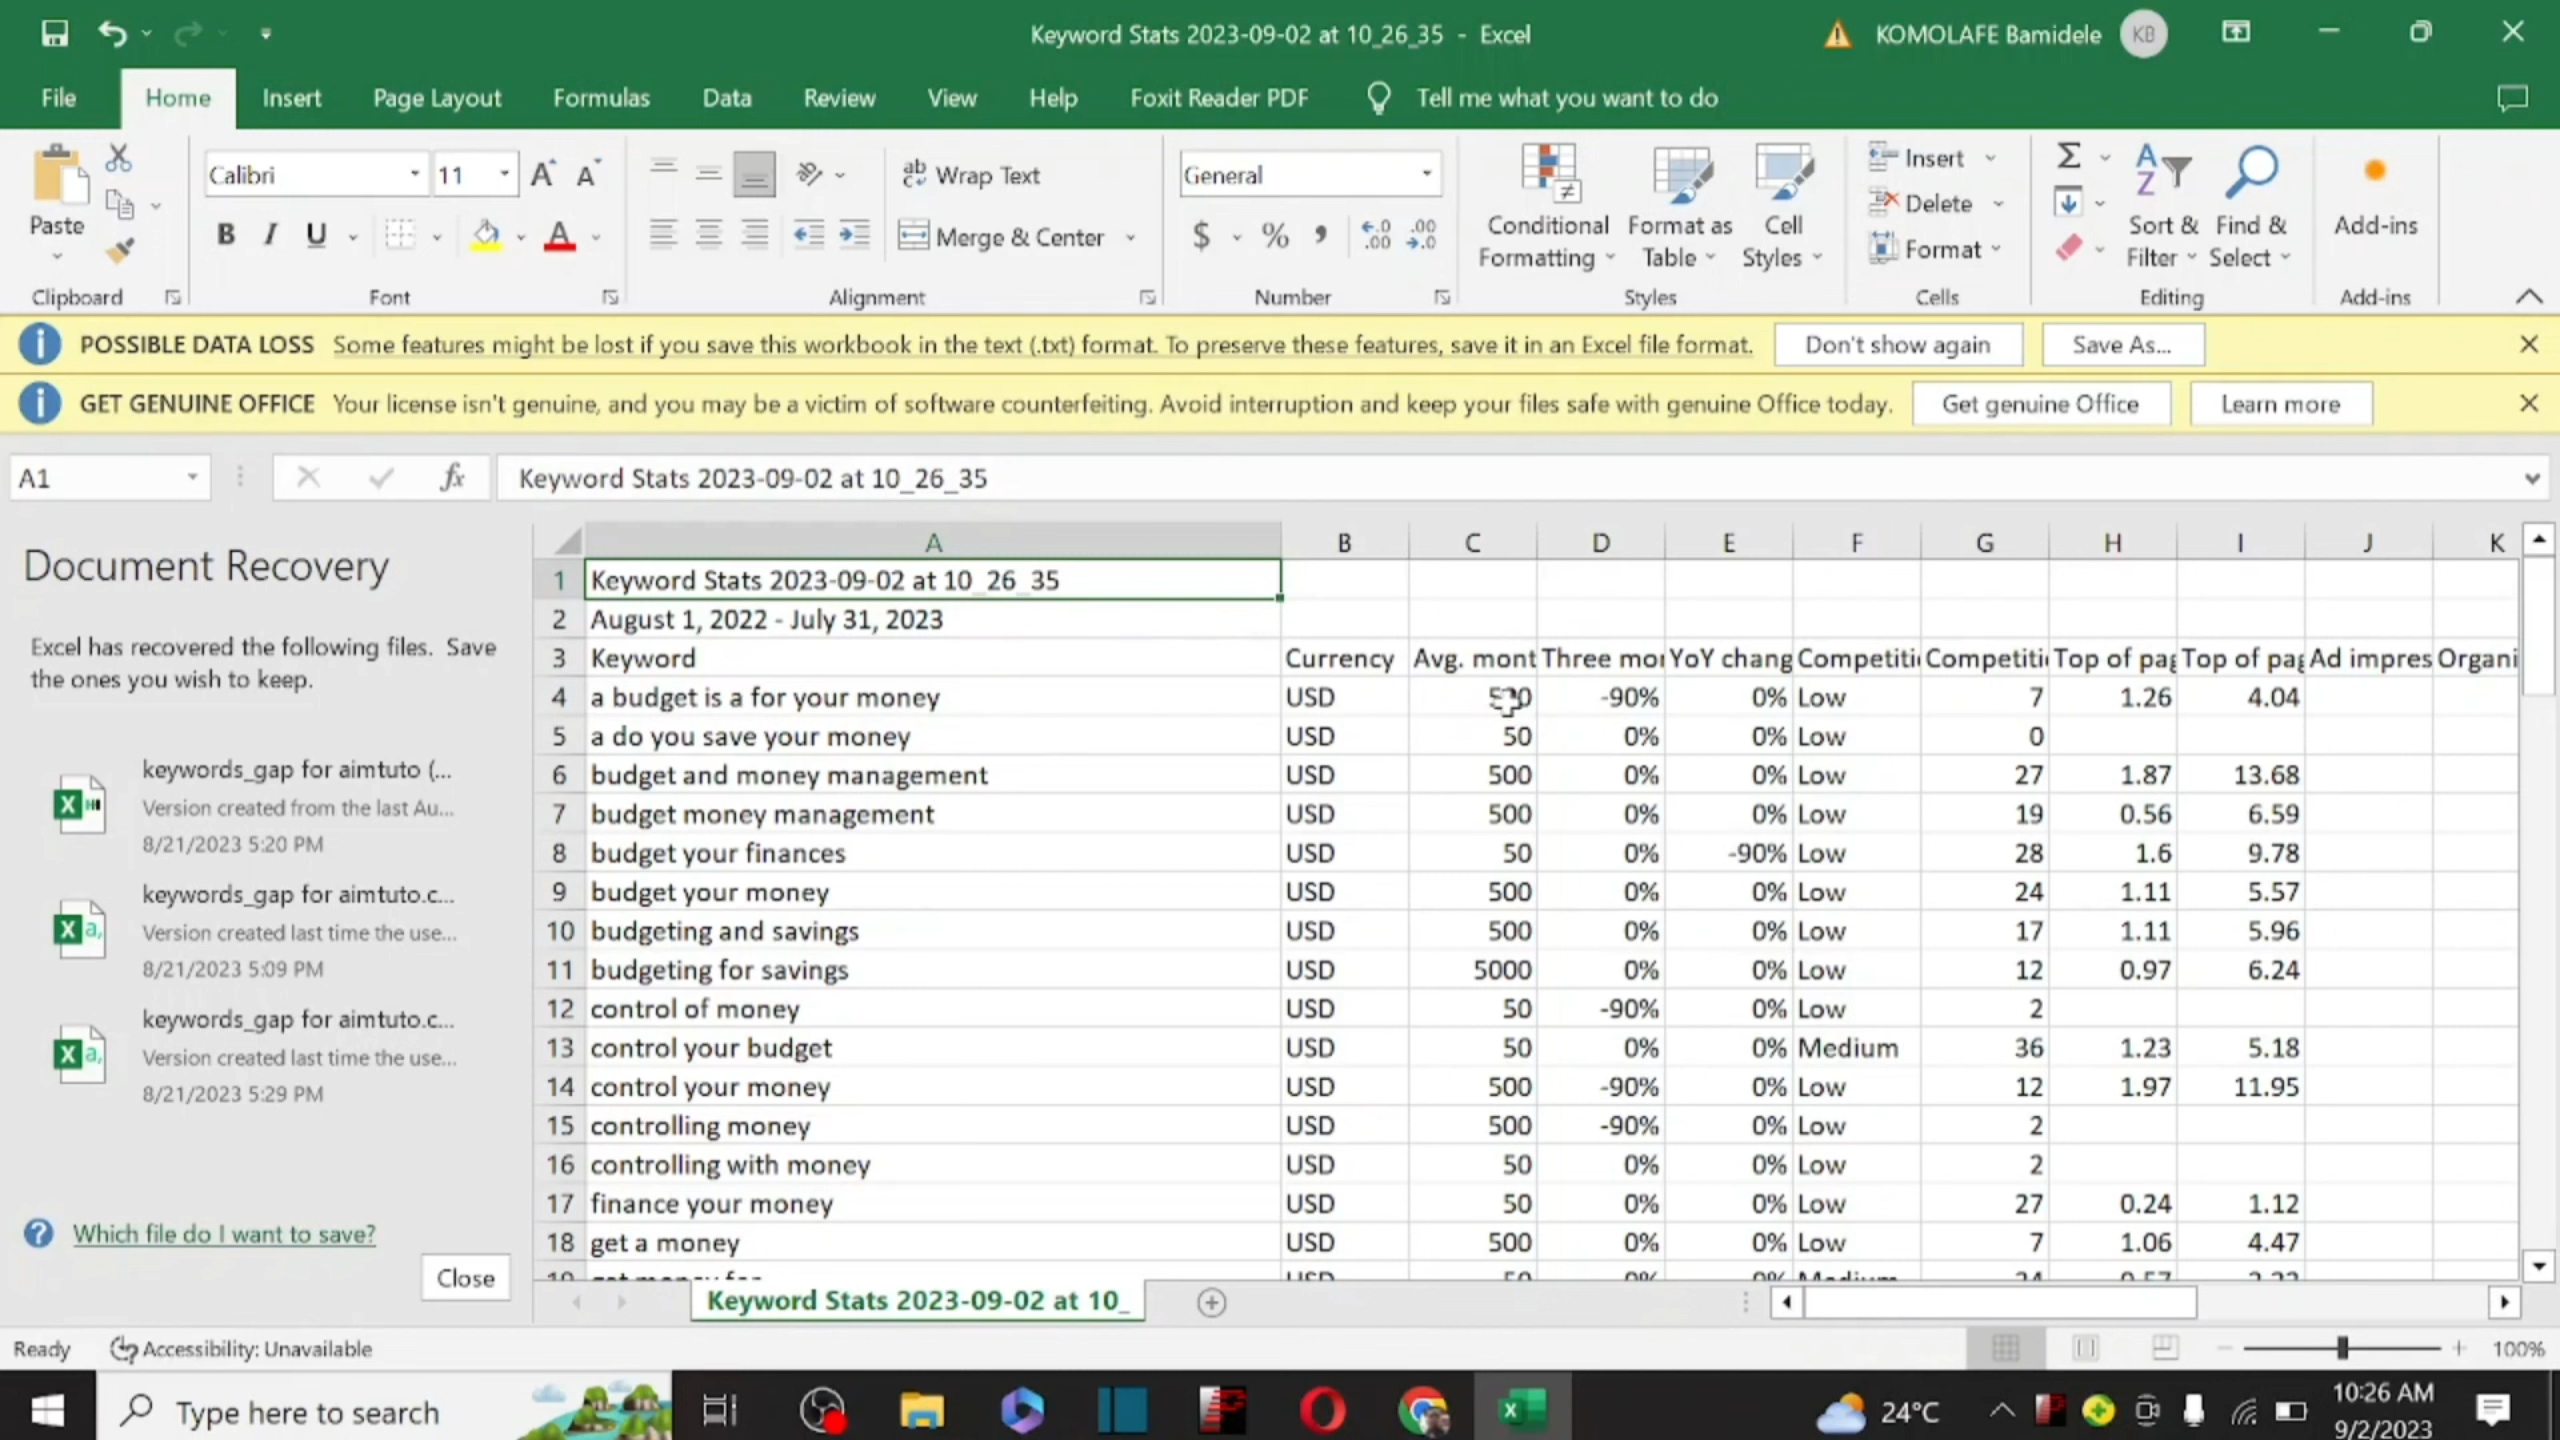 Keyword Stats 2023-09-02 at 10_26_35 - Excel
KOMOLAFE Bamidele KB
File Home Insert Page Layout Formulas Data Review View Help Foxit Reader PDF Tell me what you want to do
Paste
Clipboard
Calibri 11
Font
Wrap Text
Merge & Center
Alignment
General
Number
Conditional Formatting
Format as Table
Cell Styles
Styles
Insert
Delete
Format
Cells
Sort & Filter
Find & Select
Editing
Add-ins
Add-ins
POSSIBLE DATA LOSS Some features might be lost if you save this workbook in the text (.txt) format. To preserve these features, save it in an Excel file format. Don't show again Save As...
GET GENUINE OFFICE Your license isn't genuine, and you may be a victim of software counterfeiting. Avoid interruption and keep your files safe with genuine Office today. Get genuine Office Learn more
A1 fx Keyword Stats 2023-09-02 at 10_26_35
Document Recovery
Excel has recovered the following files. Save
the ones you wish to keep.
keywords_gap for aimtuto (...
Version created from the last Au...
8/21/2023 5:20 PM
keywords_gap for aimtuto.c...
Version created last time the use...
8/21/2023 5:09 PM
keywords_gap for aimtuto.c...
Version created last time the use...
8/21/2023 5:29 PM
Which file do I want to save?
Close
A B C D E F G H I J K
1 Keyword Stats 2023-09-02 at 10_26_35
2 August 1, 2022 - July 31, 2023
3 Keyword Currency Avg. mont Three mo YoY chang Competiti Competiti Top of pag Top of pag Ad impres Organi
4 a budget is a for your money USD -90% 0% Low 7 1.26 4.04
5 a do you save your money USD 50 0% 0% Low 0
6 budget and money management USD 500 0% 0% Low 27 1.87 13.68
7 budget money management USD 500 0% 0% Low 19 0.56 6.59
8 budget your finances USD 50 0% -90% Low 28 1.6 9.78
9 budget your money USD 500 0% 0% Low 24 1.11 5.57
10 budgeting and savings USD 500 0% 0% Low 17 1.11 5.96
11 budgeting for savings USD 5000 0% 0% Low 12 0.97 6.24
12 control of money USD 50 -90% 0% Low 2
13 control your budget USD 50 0% 0% Medium 36 1.23 5.18
14 control your money USD 500 -90% 0% Low 12 1.97 11.95
15 controlling money USD 500 -90% 0% Low 2
16 controlling with money USD 50 0% 0% Low 2
17 finance your money USD 50 0% 0% Low 27 0.24 1.12
18 get a money USD 500 0% 0% Low 7 1.06 4.47
Keyword Stats 2023-09-02 at 10_
Ready Accessibility: Unavailable 100%
Type here to search 24°C 10:26 AM
9/2/2023